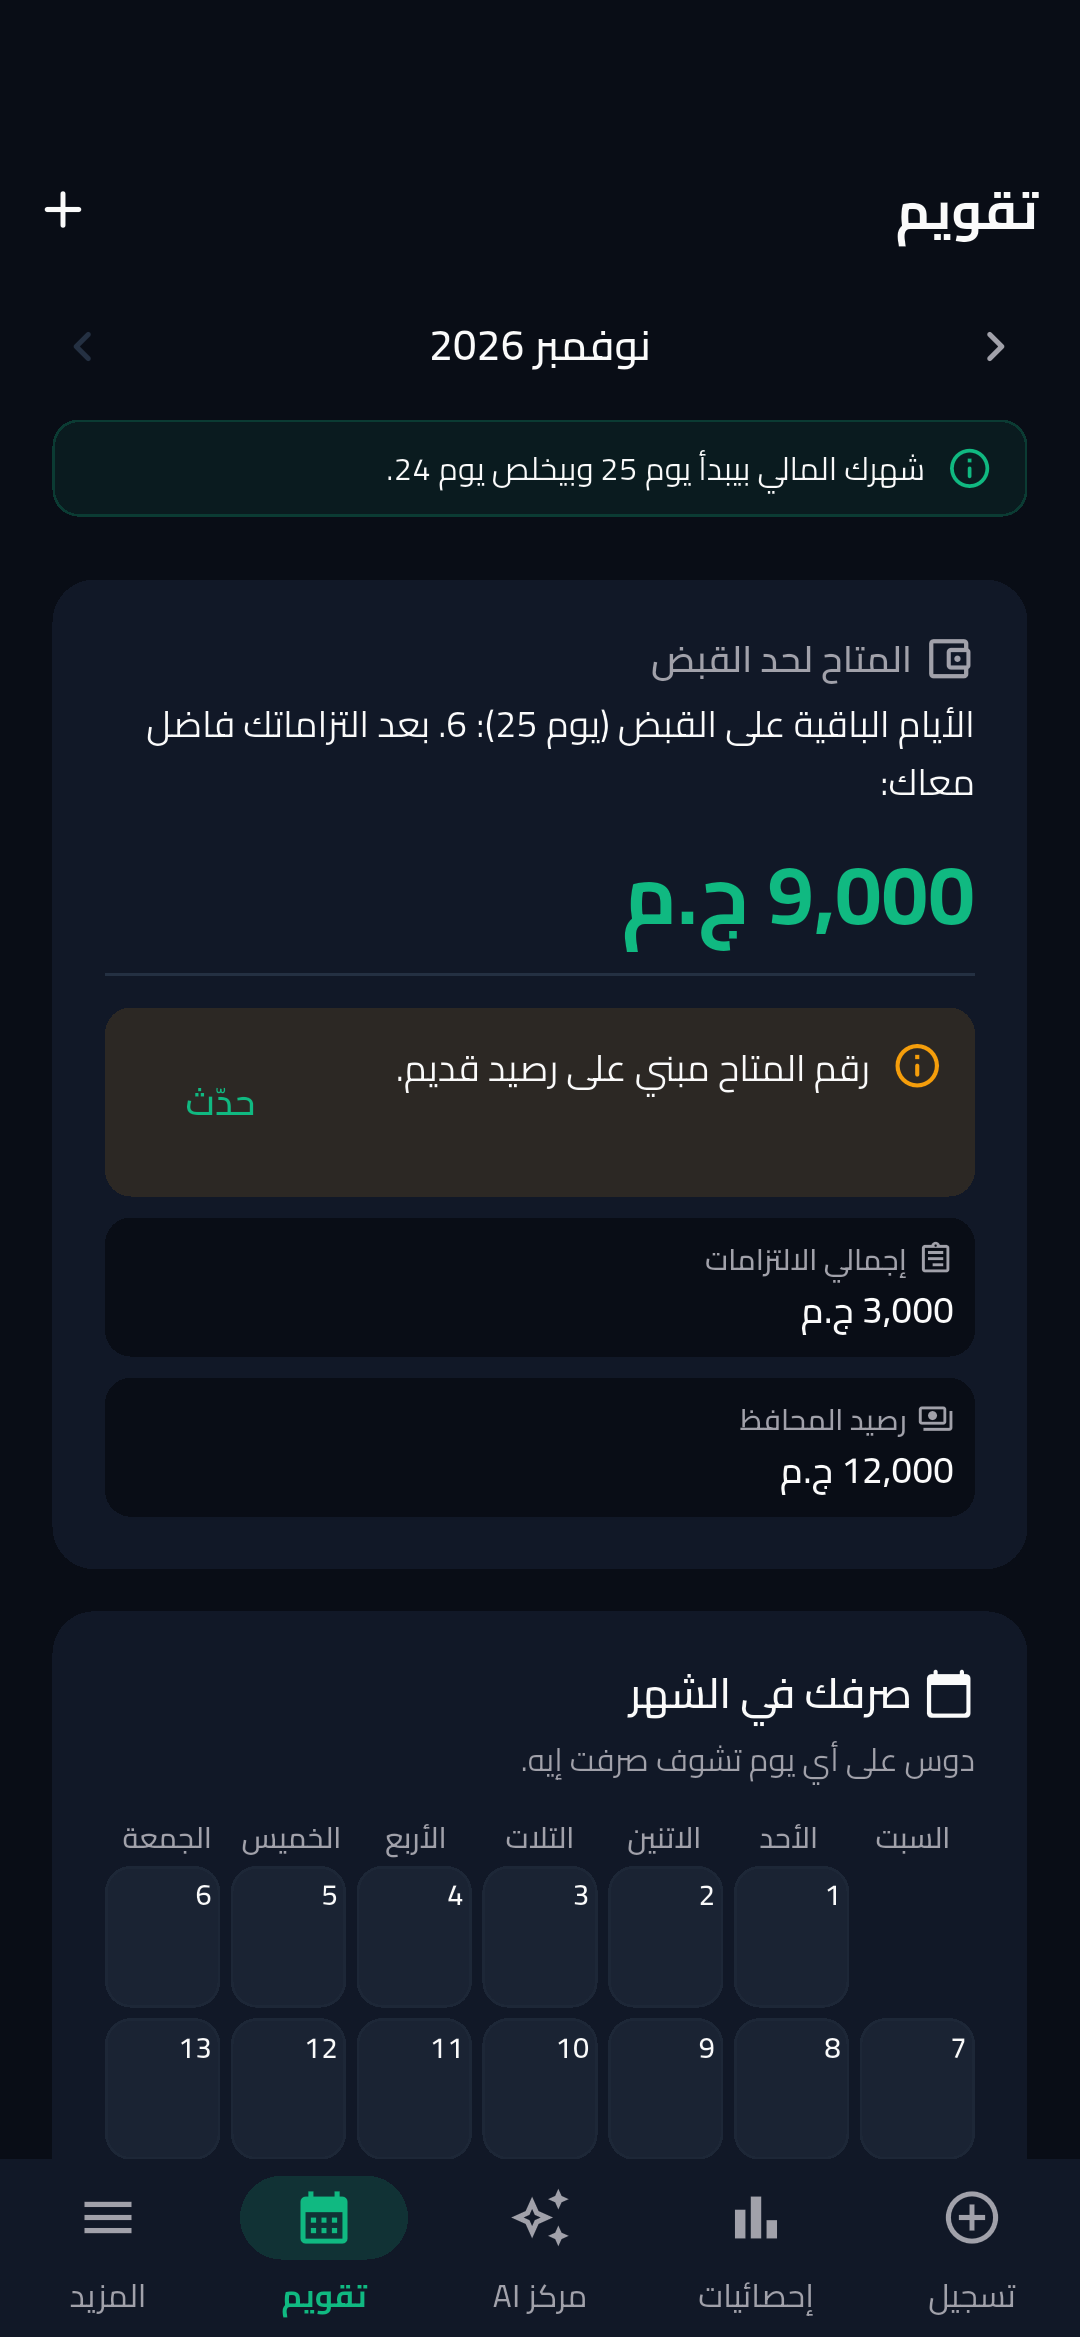 تقويم
نوفمبر 2026
شهرك المالي بيبدأ يوم 25 وبيخلص يوم 24.
المتاح لحد القبض
الأيام الباقية على القبض (يوم 25): 6. بعد التزاماتك فاضل
معاك:
9,000 ج.م
رقم المتاح مبني على رصيد قديم.
حدّث
إجمالي الالتزامات
3,000 ج.م
رصيد المحافظ
12,000 ج.م
صرفك في الشهر
دوس على أي يوم تشوف صرفت إيه.
السبت الأحد الاتنين التلات الأربع الخميس الجمعة
1 2 3 4 5 6
7 8 9 10 11 12 13
تسجيل إحصائيات مركز AI تقويم المزيد